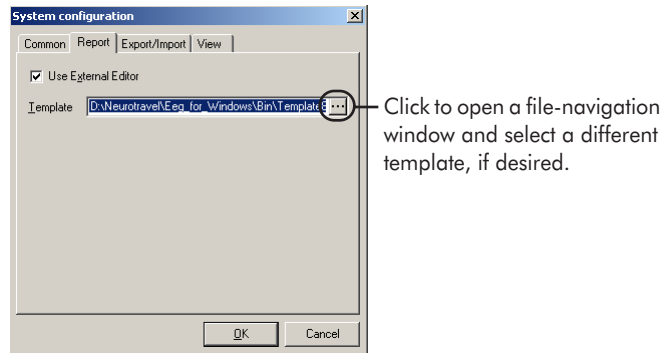 System configuration
Common Report Export/Import View
Use External Editor
Template D:\Neurotravel\Eeg_for_Windows\Bin\Template
Click to open a file-navigation
window and select a different
template, if desired.
OK Cancel